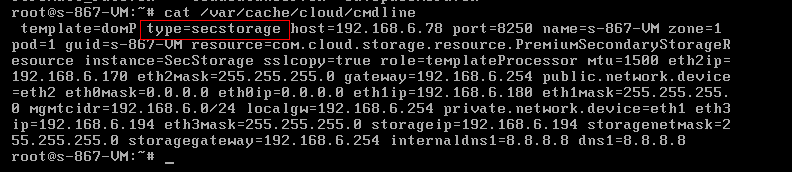 root@s-867-VM:~# cat /var/cache/cloud/cmdline
template=domP type=secstorage host=192.168.6.78 port=8250 name=s-867-VM zone=1
pod=1 guid=s-867-VM resource=com.cloud.storage.resource.PremiumSecondaryStorageR
esource instance=SecStorage sslcopy=true role=templateProcessor mtu=1500 eth2ip=
192.168.6.170 eth2mask=255.255.255.0 gateway=192.168.6.254 public.network.device
=eth2 eth0mask=0.0.0.0 eth0ip=0.0.0.0 eth1ip=192.168.6.180 eth1mask=255.255.255.
0 mgmtcidr=192.168.6.0/24 localgw=192.168.6.254 private.network.device=eth1 eth3
ip=192.168.6.194 eth3mask=255.255.255.0 storageip=192.168.6.194 storagenetmask=2
55.255.255.0 storagegateway=192.168.6.254 internaldns1=8.8.8.8 dns1=8.8.8.8
root@s-867-VM:~# _